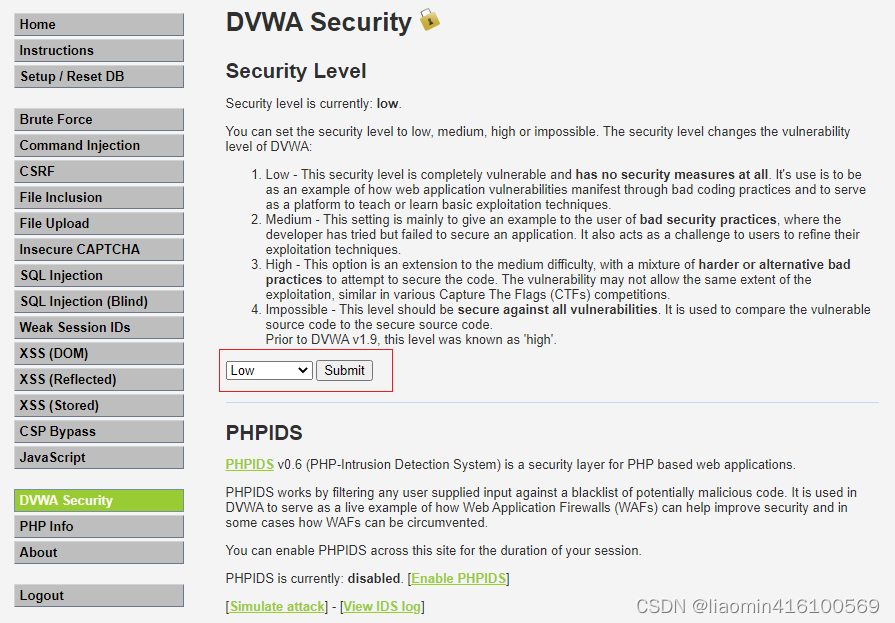 Home
Instructions
Setup / Reset DB
Brute Force
Command Injection
CSRF
File Inclusion
File Upload
Insecure CAPTCHA
SQL Injection
SQL Injection (Blind)
Weak Session IDs
XSS (DOM)
XSS (Reflected)
XSS (Stored)
CSP Bypass
JavaScript
DVWA Security
PHP Info
About
Logout
DVWA Security
Security Level
Security level is currently: low.
You can set the security level to low, medium, high or impossible. The security level changes the vulnerability
level of DVWA:
1. Low - This security level is completely vulnerable and has no security measures at all. It's use is to be
as an example of how web application vulnerabilities manifest through bad coding practices and to serve
as a platform to teach or learn basic exploitation techniques.
2. Medium - This setting is mainly to give an example to the user of bad security practices, where the
developer has tried but failed to secure an application. It also acts as a challenge to users to refine their
exploitation techniques.
3. High - This option is an extension to the medium difficulty, with a mixture of harder or alternative bad
practices to attempt to secure the code. The vulnerability may not allow the same extent of the
exploitation, similar in various Capture The Flags (CTFs) competitions.
4. Impossible - This level should be secure against all vulnerabilities. It is used to compare the vulnerable
source code to the secure source code.
Prior to DVWA v1.9, this level was known as 'high'.
Low Submit
PHPIDS
PHPIDS v0.6 (PHP-Intrusion Detection System) is a security layer for PHP based web applications.
PHPIDS works by filtering any user supplied input against a blacklist of potentially malicious code. It is used in
DVWA to serve as a live example of how Web Application Firewalls (WAFs) can help improve security and in
some cases how WAFs can be circumvented.
You can enable PHPIDS across this site for the duration of your session.
PHPIDS is currently: disabled. [Enable PHPIDS]
[Simulate attack] - [View IDS log]
CSDN @liaomin416100569